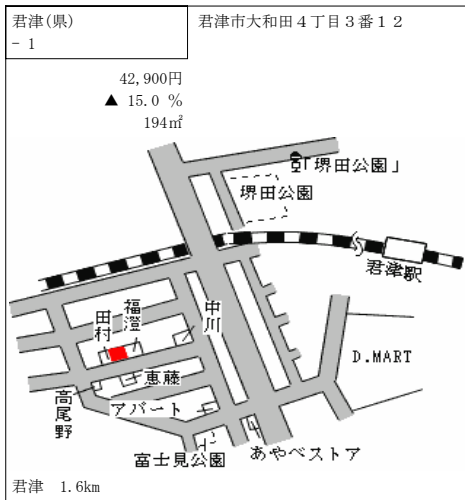 君津(県)
－1
君津市大和田４丁目３番１２
42,900円
▲ 15.0 %
194㎡
「堺田公園」
堺田公園
君津駅
中川
福澄
田村
D.MART
恵藤
高尾野
アパート
あやべストア
富士見公園
君津 1.6km